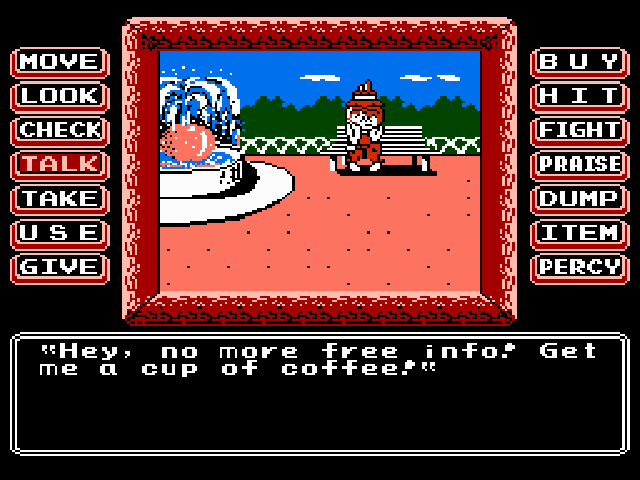 MOVE
LOOK
CHECK
TALK
TAKE
USE
GIVE
BUY
HIT
FIGHT
PRAISE
DUMP
ITEM
PERCY
"Hey, no more free info! Get
me a cup of coffee!"